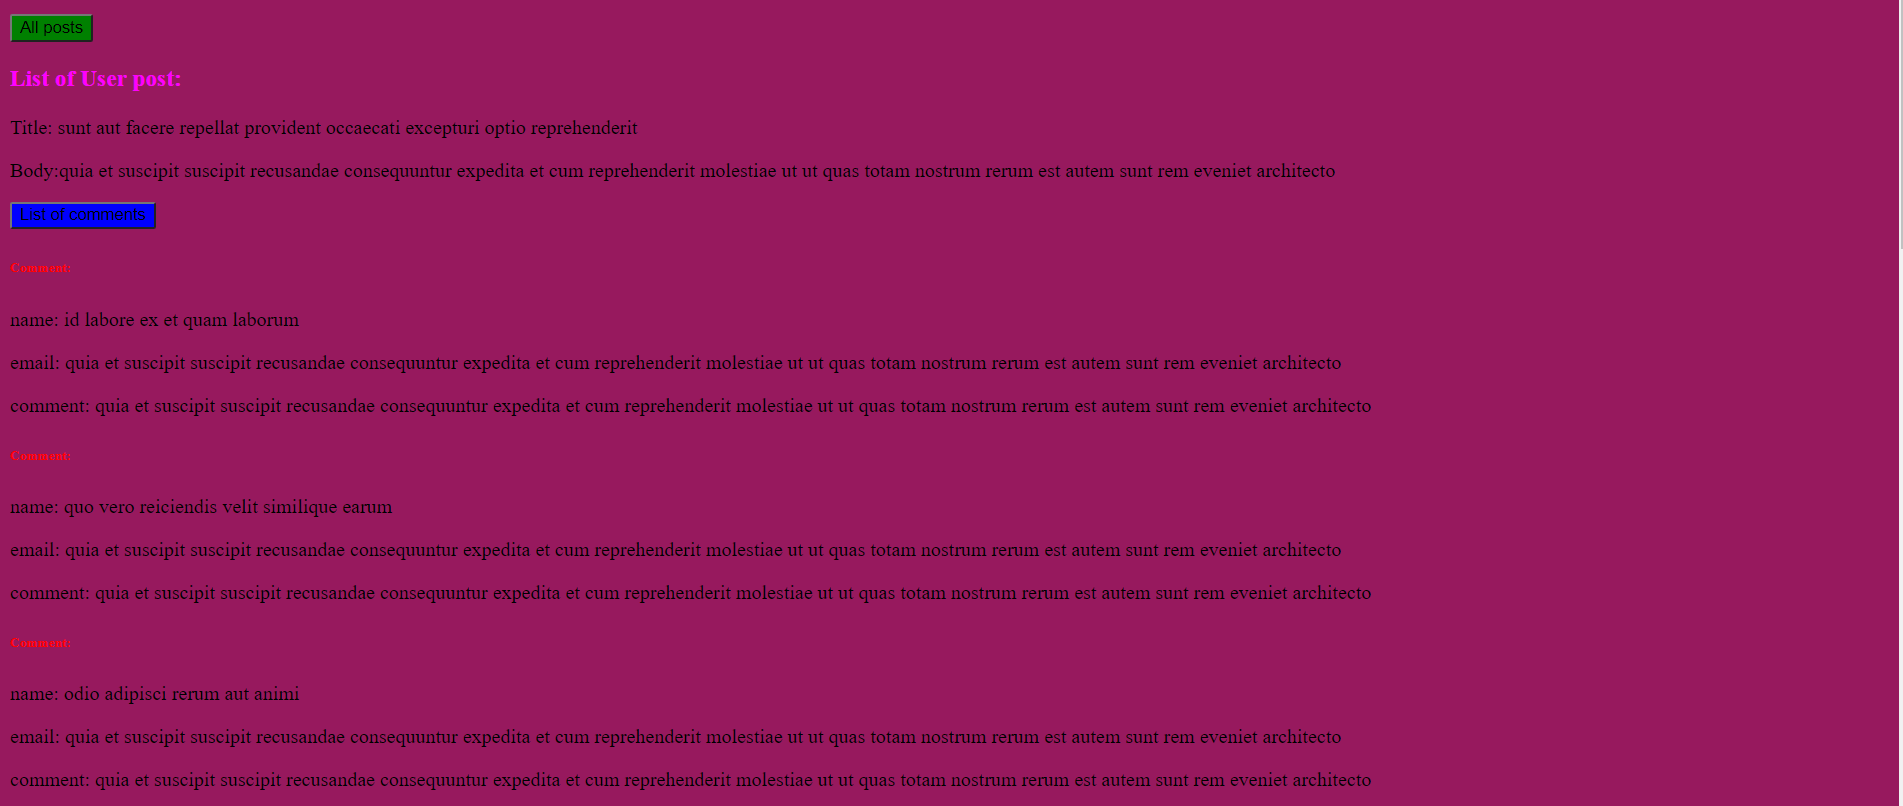 All posts
List of User post:
Title: sunt aut facere repellat provident occaecati excepturi optio reprehenderit
Body:quia et suscipit suscipit recusandae consequuntur expedita et cum reprehenderit molestiae ut ut quas totam nostrum rerum est autem sunt rem eveniet architecto
List of comments
Comment:
name: id labore ex et quam laborum
email: quia et suscipit suscipit recusandae consequuntur expedita et cum reprehenderit molestiae ut ut quas totam nostrum rerum est autem sunt rem eveniet architecto
comment: quia et suscipit suscipit recusandae consequuntur expedita et cum reprehenderit molestiae ut ut quas totam nostrum rerum est autem sunt rem eveniet architecto
Comment:
name: quo vero reiciendis velit similique earum
email: quia et suscipit suscipit recusandae consequuntur expedita et cum reprehenderit molestiae ut ut quas totam nostrum rerum est autem sunt rem eveniet architecto
comment: quia et suscipit suscipit recusandae consequuntur expedita et cum reprehenderit molestiae ut ut quas totam nostrum rerum est autem sunt rem eveniet architecto
Comment:
name: odio adipisci rerum aut animi
email: quia et suscipit suscipit recusandae consequuntur expedita et cum reprehenderit molestiae ut ut quas totam nostrum rerum est autem sunt rem eveniet architecto
comment: quia et suscipit suscipit recusandae consequuntur expedita et cum reprehenderit molestiae ut ut quas totam nostrum rerum est autem sunt rem eveniet architecto